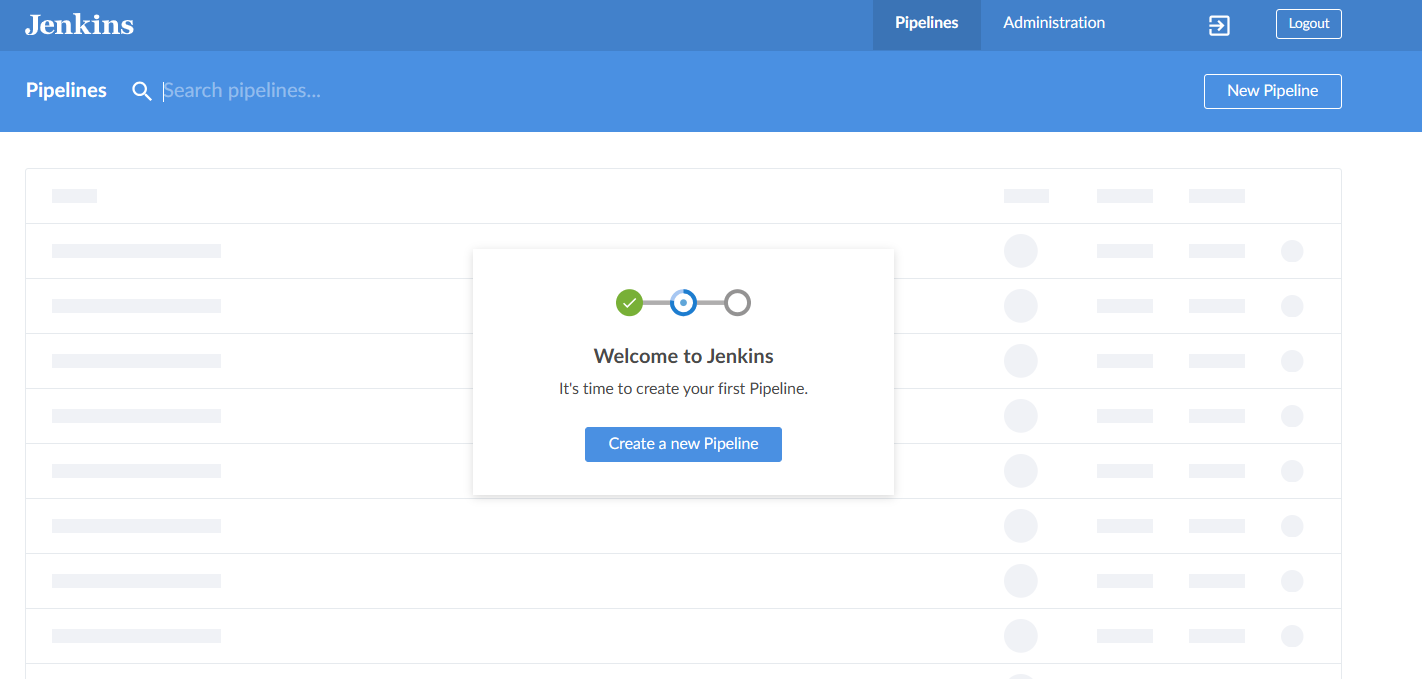 Jenkins
Pipelines
Administration
Logout
Pipelines
Search pipelines...
New Pipeline
Welcome to Jenkins
It's time to create your first Pipeline.
Create a new Pipeline